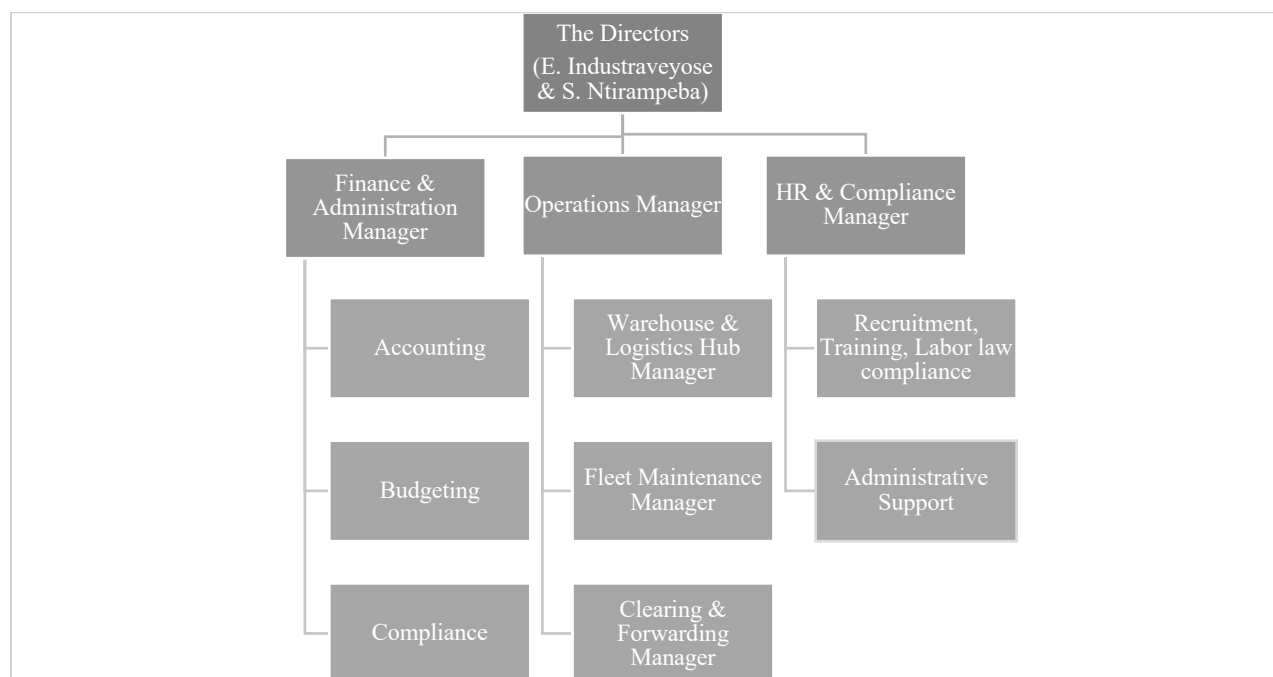 The Directors
(E. Industraveyose
& S. Ntirampeba)
Finance &
Administration
Manager
Operations Manager
HR & Compliance
Manager
Accounting
Budgeting
Compliance
Warehouse &
Logistics Hub
Manager
Fleet Maintenance
Manager
Clearing &
Forwarding
Manager
Recruitment,
Training, Labor law
compliance
Administrative
Support